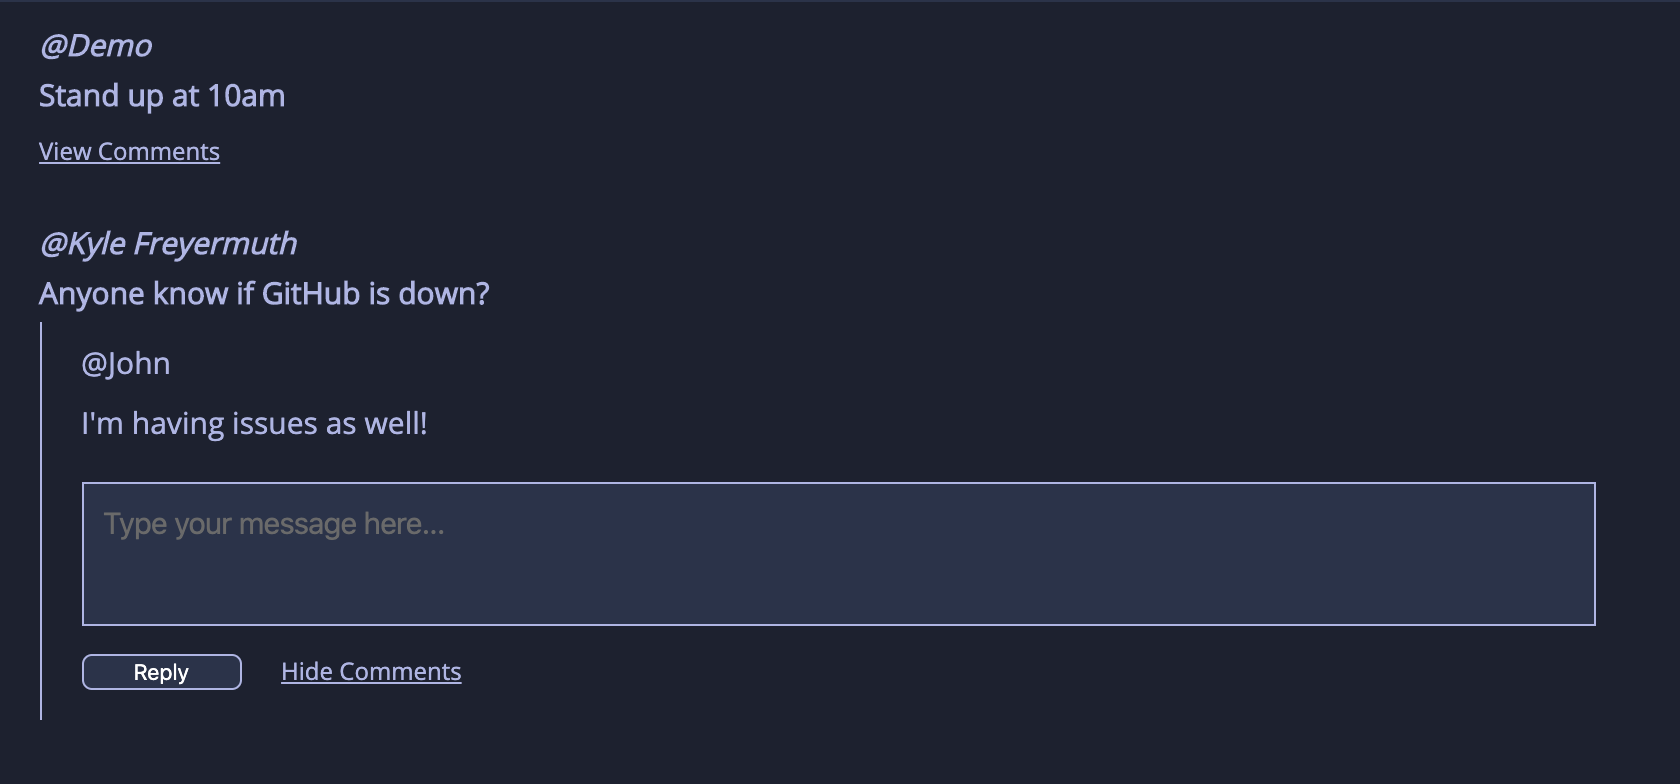 @Demo
Stand up at 10am
View Comments
@Kyle Freyermuth
Anyone know if GitHub is down?
@John
I'm having issues as well!
Type your message here...
Reply
Hide Comments